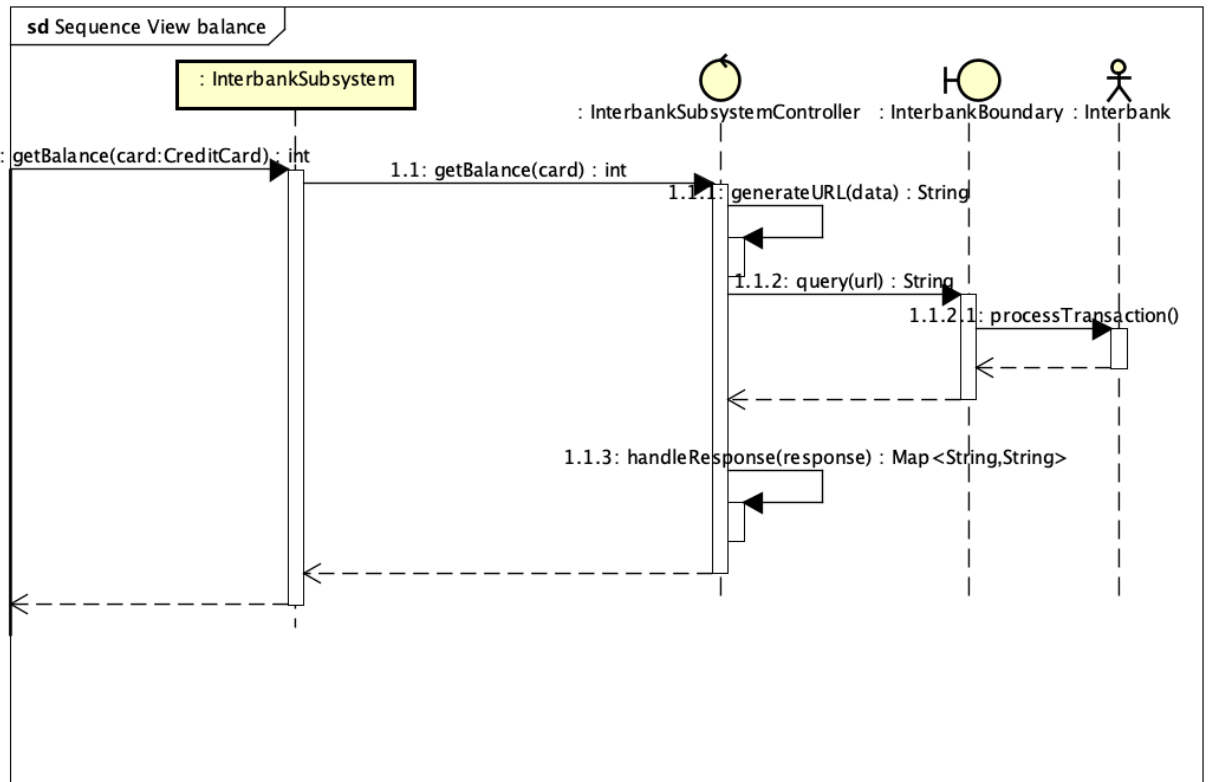 sd Sequence View balance
: InterbankSubsystem
: InterbankSubsystemController
: InterbankBoundary
: Interbank
: getBalance(card:CreditCard) : int
1.1: getBalance(card) : int
1.1.1: generateURL(data) : String
1.1.2: query(url) : String
1.1.2.1: processTransaction()
1.1.3: handleResponse(response) : Map<String,String>